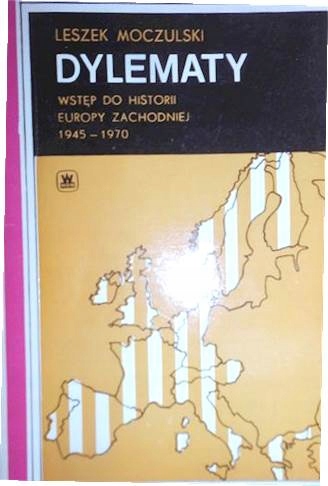 LESZEK MOCZULSKI
DYLEMATY
WSTĘP DO HISTORII
EUROPY ZACHODNIEJ
1945 – 1970